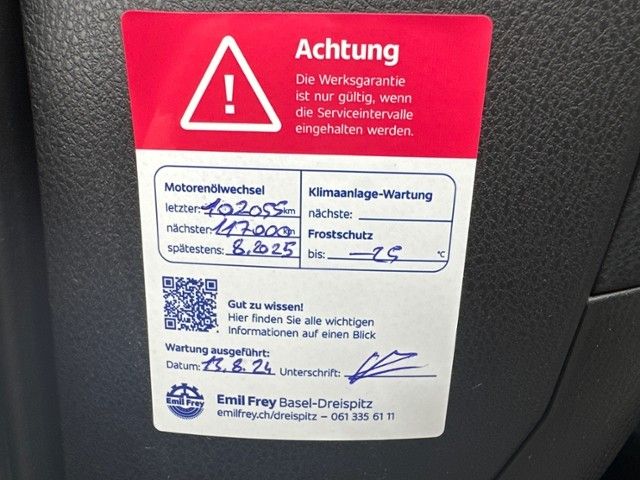 Achtung
Die Werksgarantie
ist nur gültig, wenn
die Serviceintervalle
eingehalten werden.
Motorenölwechsel
letzter: 102055 km
nächster: 117000 km
spätestens: 8.2025
Klimaanlage-Wartung
nächste:
Frostschutz
bis: -25 °C
Gut zu wissen!
Hier finden Sie alle wichtigen
Informationen auf einen Blick
Wartung ausgeführt:
Datum: 13.8.24 Unterschrift:
Emil Frey Emil Frey Basel-Dreispitz
emilfrey.ch/dreispitz – 061 335 61 11